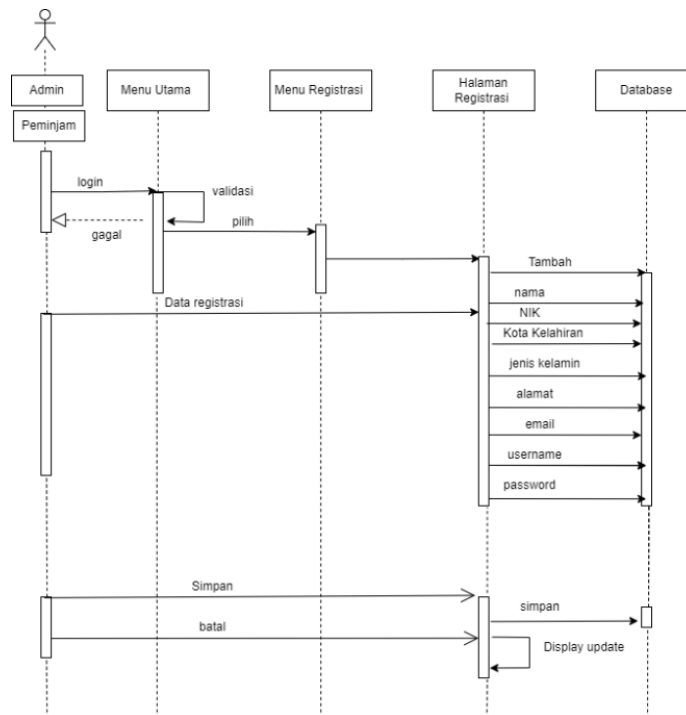 Admin
Peminjam
Menu Utama
Menu Registrasi
Halaman
Registrasi
Database
login
validasi
gagal
pilih
Tambah
nama
Data registrasi
NIK
Kota Kelahiran
jenis kelamin
alamat
email
username
password
Simpan
simpan
batal
Display update